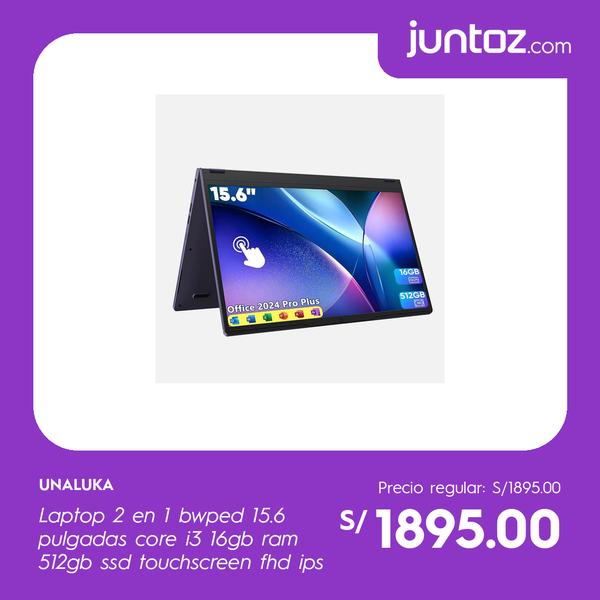 juntoz.com
15.6"
16GB
512GB
Office 2024 Pro Plus
UNALUKA
Laptop 2 en 1 bwped 15.6
pulgadas core i3 16gb ram
512gb ssd touchscreen fhd ips
Precio regular: S/1895.00
S/1895.00